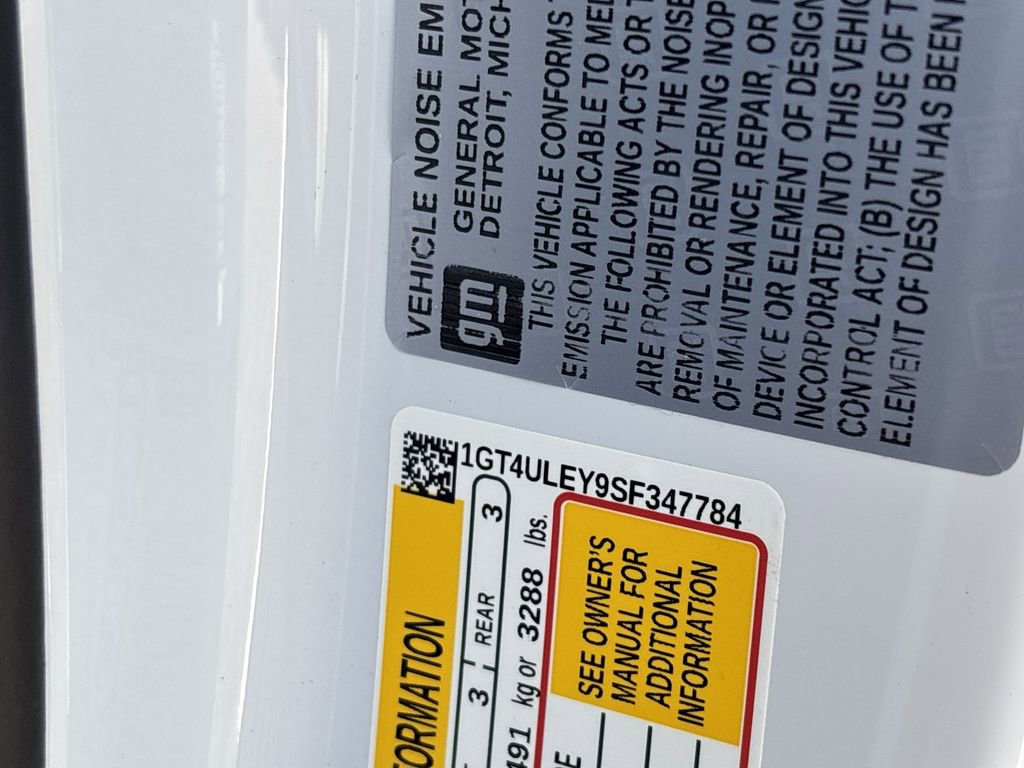 VEHICLE NOISE EM
GENERAL MOT
DETROIT, MICH
gm
THIS VEHICLE CONFORMS
EMISSION APPLICABLE TO MED
THE FOLLOWING ACTS OR T
ARE PROHIBITED BY THE NOISE
REMOVAL OR RENDERING INOP
OF MAINTENANCE, REPAIR, OR
DEVICE OR ELEMENT OF DESIGN
INCORPORATED INTO THIS VEHIC
CONTROL ACT; (B) THE USE OF T
ELEMENT OF DESIGN HAS BEEN
ORMATION
1GT4ULEY9SF347784
3 REAR 3
491 kg or 3288 lbs.
SEE OWNER'S
MANUAL FOR
ADDITIONAL
INFORMATION